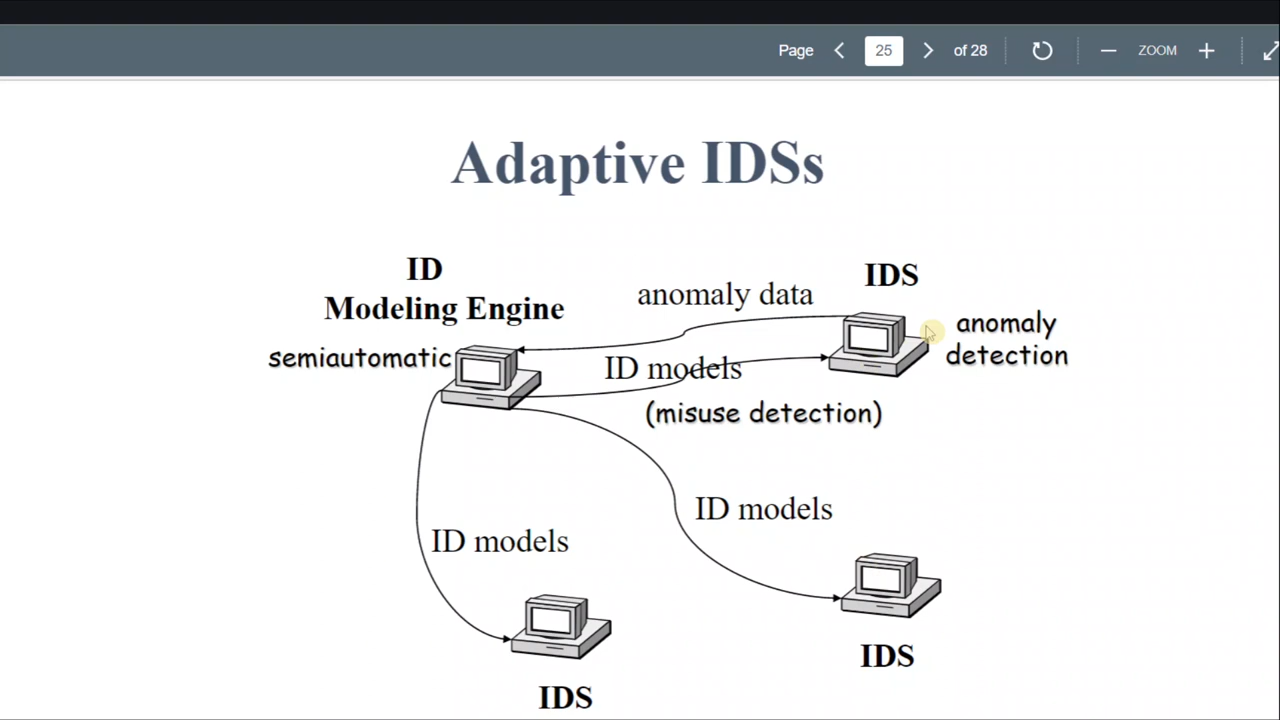 Page 25 of 28 ZOOM
Adaptive IDSs
ID
Modeling Engine
semiautomatic
anomaly data
IDS
anomaly
detection
ID models
(misuse detection)
ID models
ID models
IDS
IDS